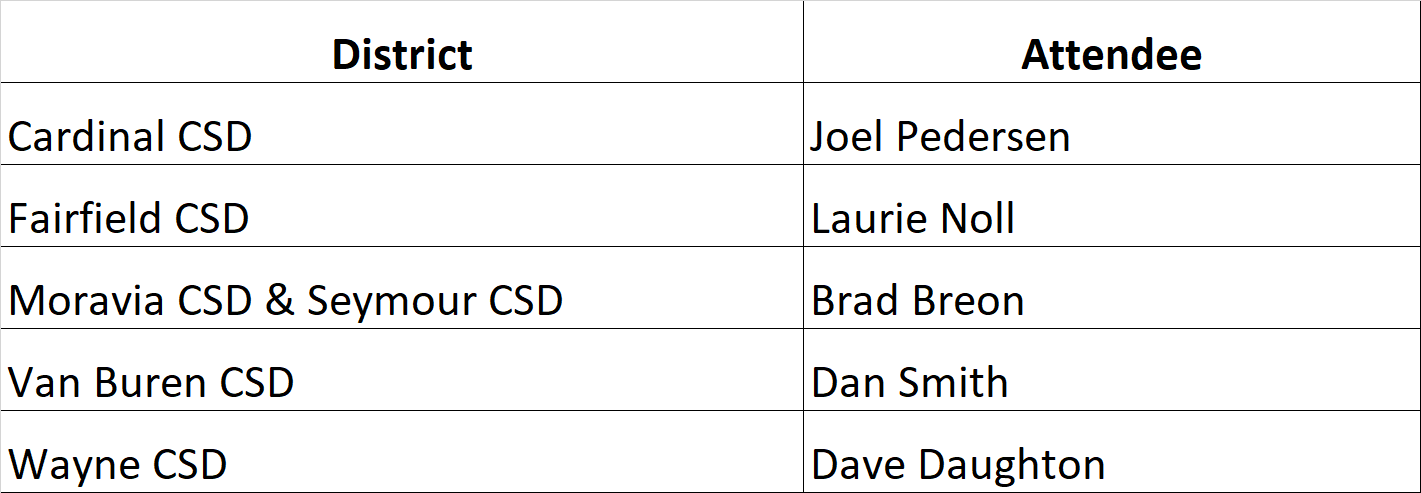 District Attendee
Cardinal CSD Joel Pedersen
Fairfield CSD Laurie Noll
Moravia CSD & Seymour CSD Brad Breon
Van Buren CSD Dan Smith
Wayne CSD Dave Daughton